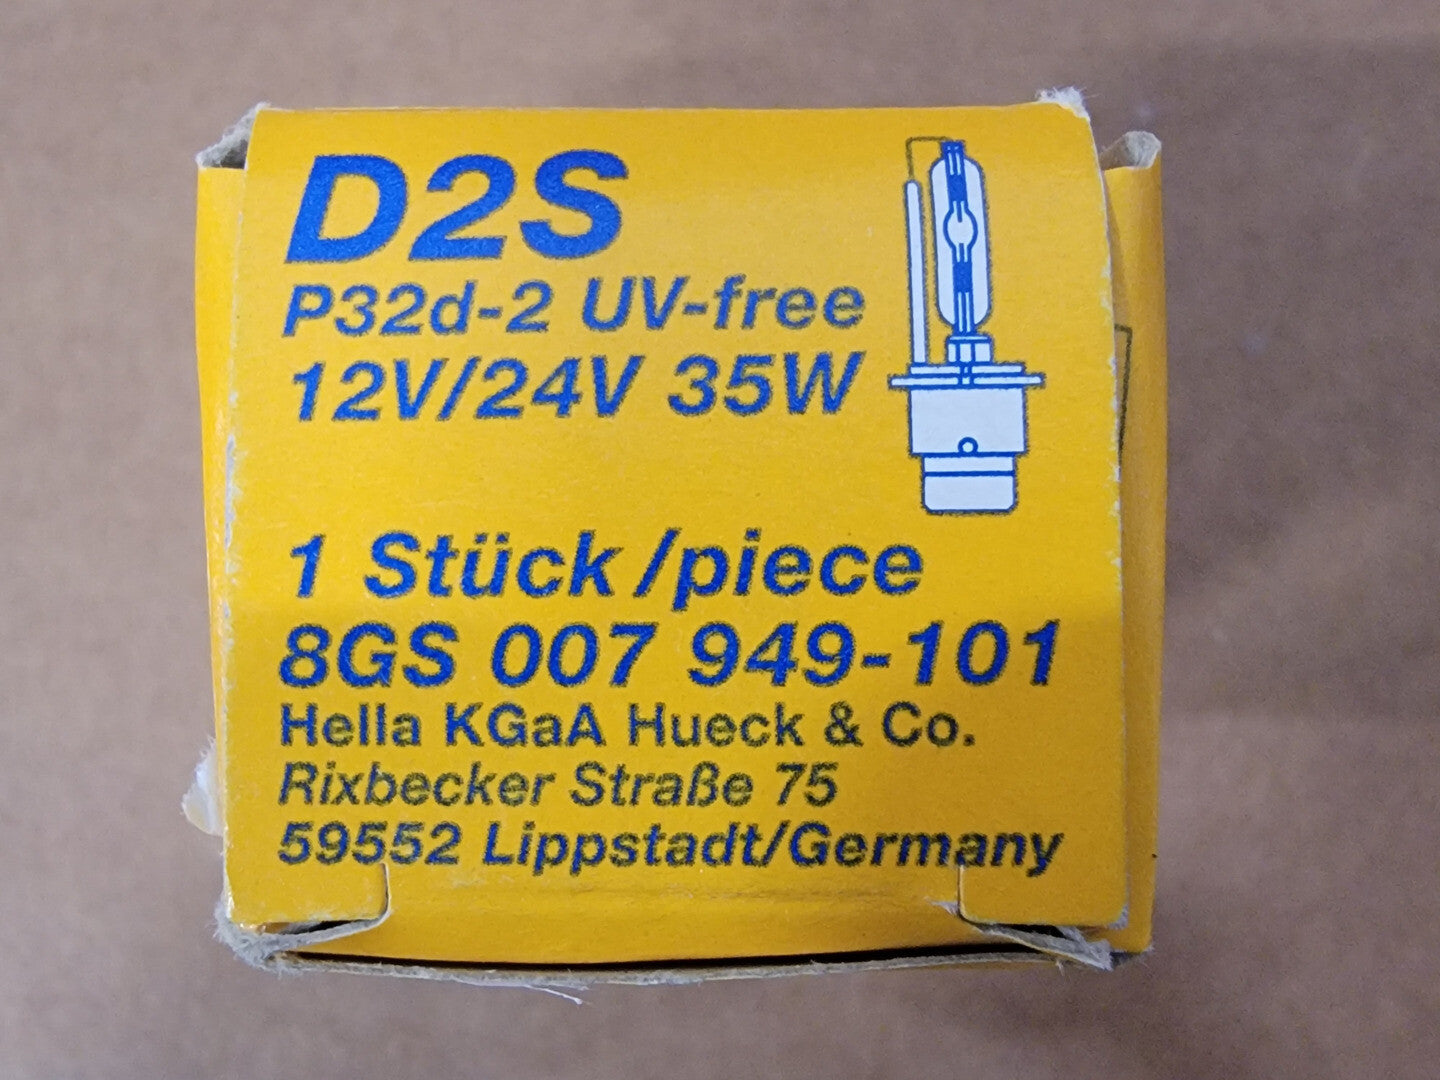 D2S
P32d-2 UV-free
12V/24V 35W
1 Stück/piece
8GS 007 949-101
Hella KGaA Hueck & Co.
Rixbecker Straße 75
59552 Lippstadt/Germany